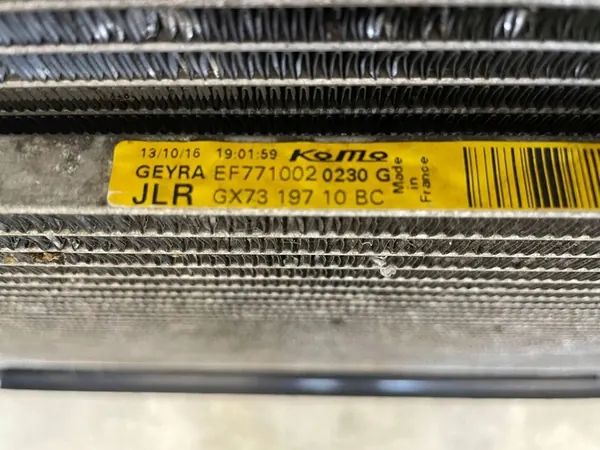 13/10/16 19:01:59 KOMO
GEYRA EF771002 0230 G
JLR GX73 197 10 BC
Made
in
France